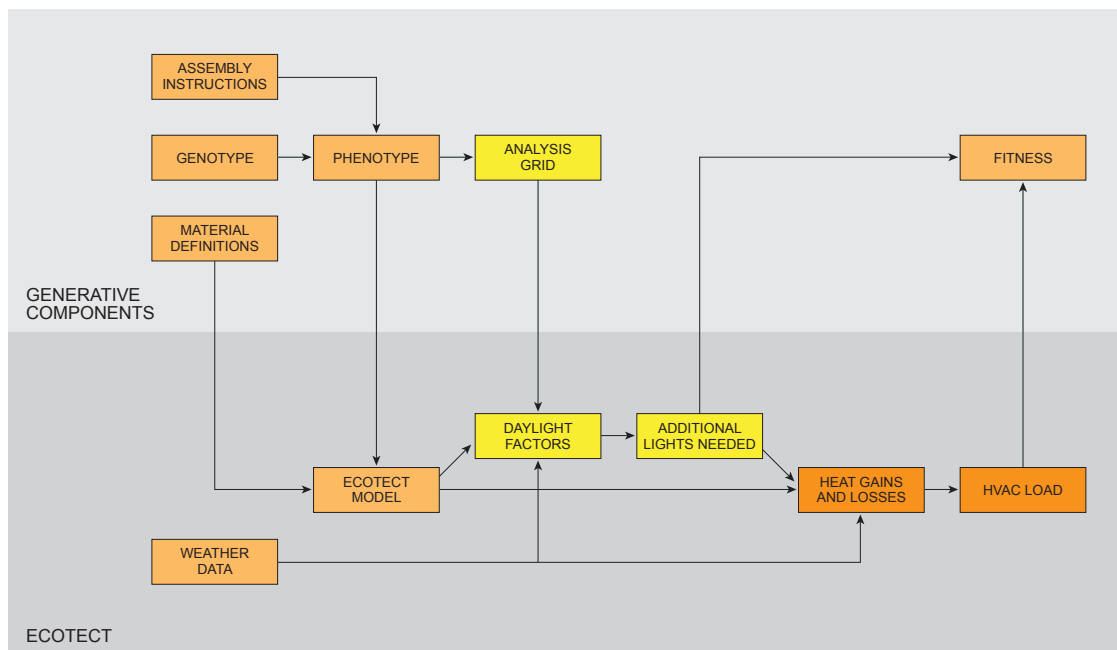 ASSEMBLY
INSTRUCTIONS
GENOTYPE
PHENOTYPE
ANALYSIS
GRID
FITNESS
MATERIAL
DEFINITIONS
GENERATIVE
COMPONENTS
DAYLIGHT
FACTORS
ADDITIONAL
LIGHTS NEEDED
ECOTECT
MODEL
HEAT GAINS
AND LOSSES
HVAC LOAD
WEATHER
DATA
ECOTECT